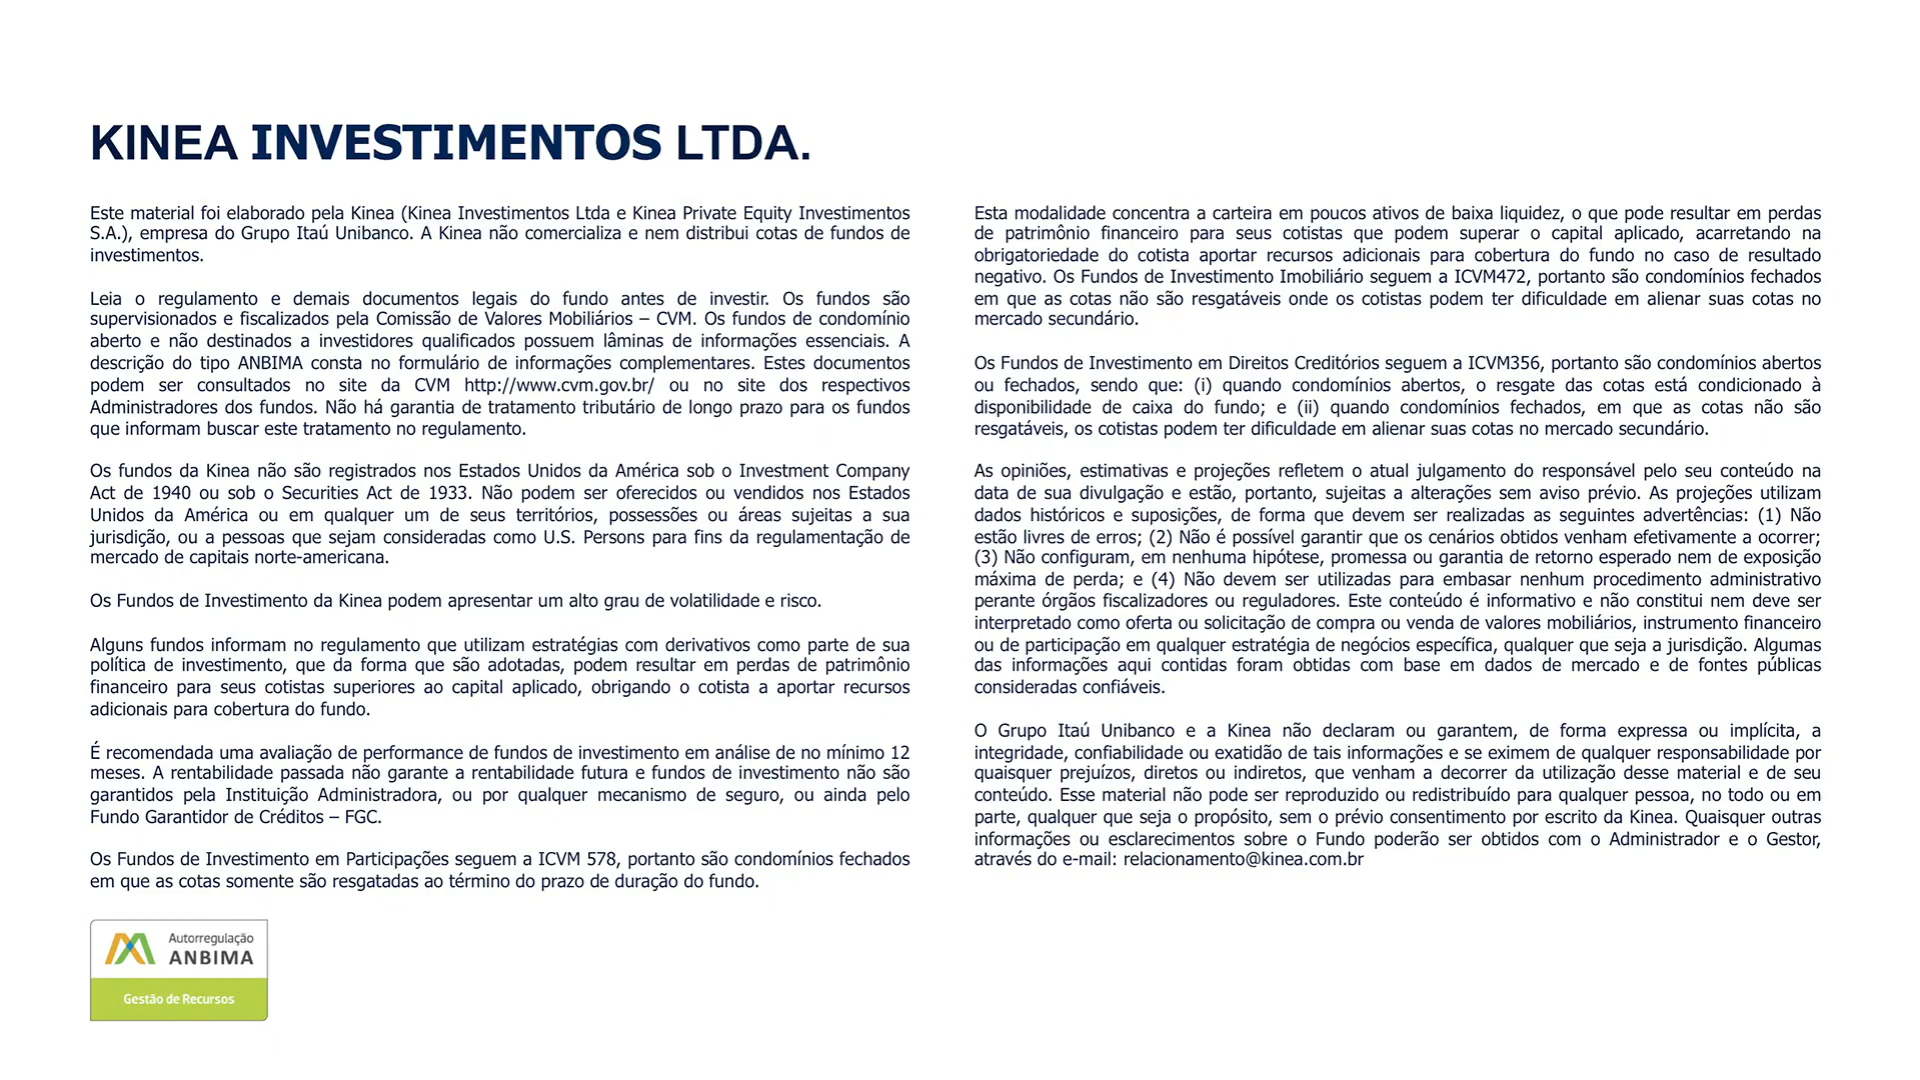 KINEA INVESTIMENTOS LTDA.
Este material foi elaborado pela Kinea (Kinea Investimentos Ltda e Kinea Private Equity Investimentos
S.A.), empresa do Grupo Itaú Unibanco. A Kinea não comercializa e nem distribui cotas de fundos de
investimentos.
Leia o regulamento e demais documentos legais do fundo antes de investir. Os fundos são
supervisionados e fiscalizados pela Comissão de Valores Mobiliários – CVM. Os fundos de condomínio
aberto e não destinados a investidores qualificados possuem lâminas de informações essenciais. A
descrição do tipo ANBIMA consta no formulário de informações complementares. Estes documentos
podem ser consultados no site da CVM http://www.cvm.gov.br/ ou no site dos respectivos
Administradores dos fundos. Não há garantia de tratamento tributário de longo prazo para os fundos
que informam buscar este tratamento no regulamento.
Os fundos da Kinea não são registrados nos Estados Unidos da América sob o Investment Company
Act de 1940 ou sob o Securities Act de 1933. Não podem ser oferecidos ou vendidos nos Estados
Unidos da América ou em qualquer um de seus territórios, possessões ou áreas sujeitas a sua
jurisdição, ou a pessoas que sejam consideradas como U.S. Persons para fins da regulamentação de
mercado de capitais norte-americana.
Os Fundos de Investimento da Kinea podem apresentar um alto grau de volatilidade e risco.
Alguns fundos informam no regulamento que utilizam estratégias com derivativos como parte de sua
política de investimento, que da forma que são adotadas, podem resultar em perdas de patrimônio
financeiro para seus cotistas superiores ao capital aplicado, obrigando o cotista a aportar recursos
adicionais para cobertura do fundo.
É recomendada uma avaliação de performance de fundos de investimento em análise de no mínimo 12
meses. A rentabilidade passada não garante a rentabilidade futura e fundos de investimento não são
garantidos pela Instituição Administradora, ou por qualquer mecanismo de seguro, ou ainda pelo
Fundo Garantidor de Créditos – FGC.
Os Fundos de Investimento em Participações seguem a ICVM 578, portanto são condomínios fechados
em que as cotas somente são resgatadas ao término do prazo de duração do fundo.
Esta modalidade concentra a carteira em poucos ativos de baixa liquidez, o que pode resultar em perdas
de patrimônio financeiro para seus cotistas que podem superar o capital aplicado, acarretando na
obrigatoriedade do cotista aportar recursos adicionais para cobertura do fundo no caso de resultado
negativo. Os Fundos de Investimento Imobiliário seguem a ICVM472, portanto são condomínios fechados
em que as cotas não são resgatáveis onde os cotistas podem ter dificuldade em alienar suas cotas no
mercado secundário.
Os Fundos de Investimento em Direitos Creditórios seguem a ICVM356, portanto são condomínios abertos
ou fechados, sendo que: (i) quando condomínios abertos, o resgate das cotas está condicionado à
disponibilidade de caixa do fundo; e (ii) quando condomínios fechados, em que as cotas não são
resgatáveis, os cotistas podem ter dificuldade em alienar suas cotas no mercado secundário.
As opiniões, estimativas e projeções refletem o atual julgamento do responsável pelo seu conteúdo na
data de sua divulgação e estão, portanto, sujeitas a alterações sem aviso prévio. As projeções utilizam
dados históricos e suposições, de forma que devem ser realizadas as seguintes advertências: (1) Não
estão livres de erros; (2) Não é possível garantir que os cenários obtidos venham efetivamente a ocorrer;
(3) Não configuram, em nenhuma hipótese, promessa ou garantia de retorno esperado nem de exposição
máxima de perda; e (4) Não devem ser utilizadas para embasar nenhum procedimento administrativo
perante órgãos fiscalizadores ou reguladores. Este conteúdo é informativo e não constitui nem deve ser
interpretado como oferta ou solicitação de compra ou venda de valores mobiliários, instrumento financeiro
ou de participação em qualquer estratégia de negócios específica, qualquer que seja a jurisdição. Algumas
das informações aqui contidas foram obtidas com base em dados de mercado e de fontes públicas
consideradas confiáveis.
O Grupo Itaú Unibanco e a Kinea não declaram ou garantem, de forma expressa ou implícita, a
integridade, confiabilidade ou exatidão de tais informações e se eximem de qualquer responsabilidade por
quaisquer prejuízos, diretos ou indiretos, que venham a decorrer da utilização desse material e de seu
conteúdo. Esse material não pode ser reproduzido ou redistribuído para qualquer pessoa, no todo ou em
parte, qualquer que seja o propósito, sem o prévio consentimento por escrito da Kinea. Quaisquer outras
informações ou esclarecimentos sobre o Fundo poderão ser obtidos com o Administrador e o Gestor,
através do e-mail: relacionamento@kinea.com.br
Autorregulação
ANBIMA
Gestão de Recursos